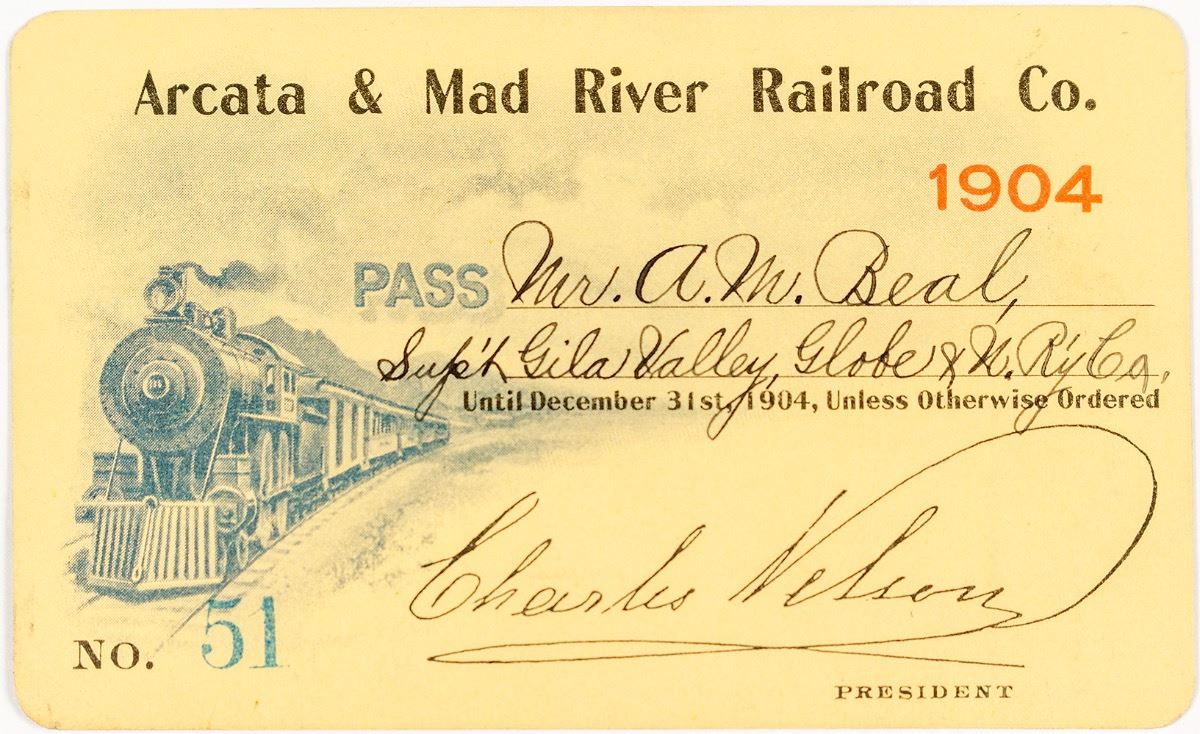 Arcata & Mad River Railroad Co.
1904
PASS Mr. A. M. Beal,
Sup't Gila Valley, Globe & N. R'y Co.
Until December 31st, 1904, Unless Otherwise Ordered
Charles Nelson
NO. 51
PRESIDENT